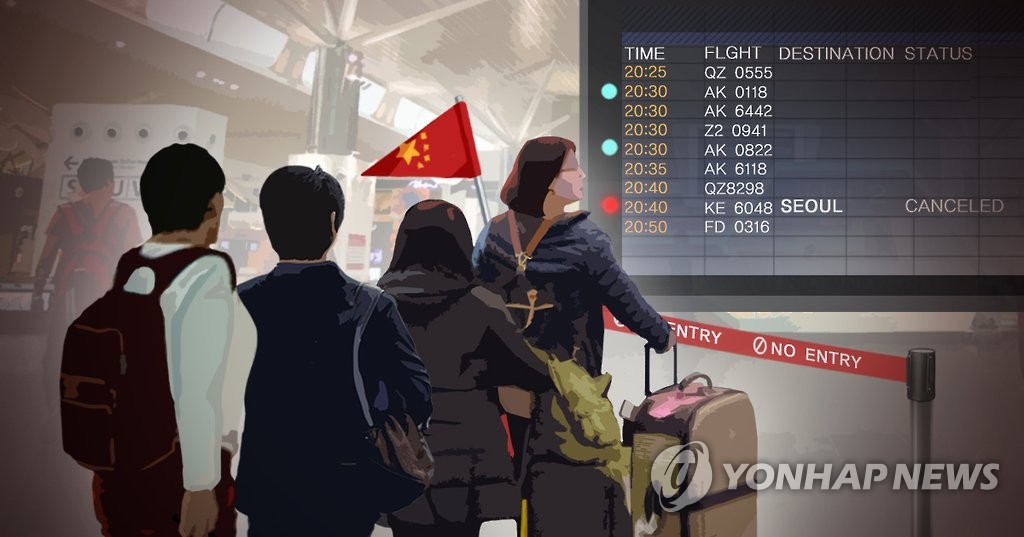 TIME FLGHT DESTINATION STATUS
20:25 QZ 0555
20:30 AK 0118
20:30 AK 6442
20:30 Z2 0941
20:30 AK 0822
20:35 AK 6118
20:40 QZ8298
20:40 KE 6048 SEOUL CANCELED
20:50 FD 0316
ENTRY
NO ENTRY
YONHAP NEWS